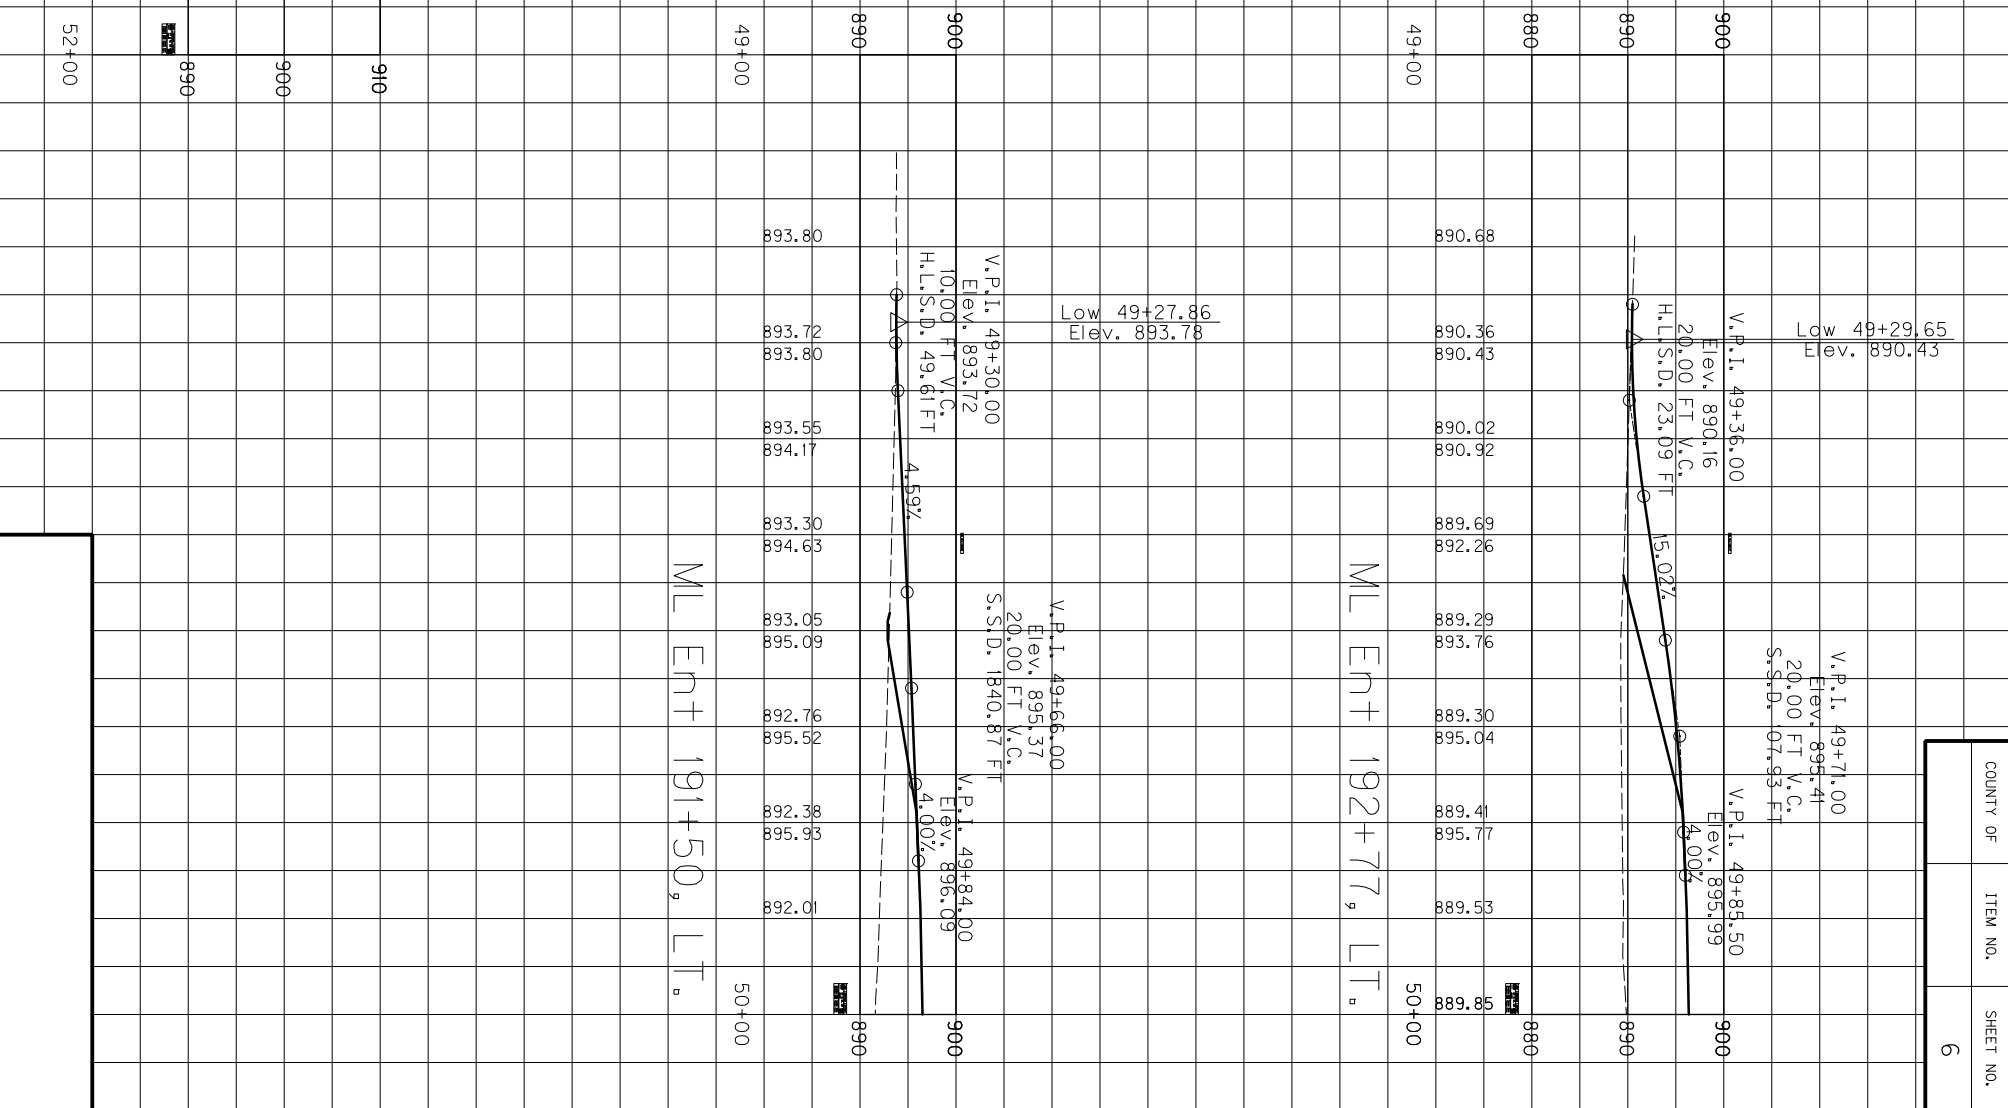 52+00
890
900
910
49+00
890
900
893.80
893.72
893.80
893.55
894.17
893.30
894.63
893.05
895.09
892.76
895.52
892.38
895.93
892.01
V.P.I. 49+30.00
Elev. 893.72
10.00 FT V.C.
H.L.S.D. 49.61 FT
Low 49+27.86
Elev. 893.78
4.59%
V.P.I. 49+66.00
Elev. 895.37
20.00 FT V.C.
S.S.D. 1840.87 FT
V.P.I. 49+84.00
Elev. 896.09
4.00%
ML Ent 191+50, LT.
50+00
890
900
49+00
880
890
900
890.68
890.36
890.43
890.02
890.92
889.69
892.26
889.29
893.76
889.30
895.04
889.41
895.77
889.53
889.85
V.P.I. 49+36.00
Elev. 890.16
20.00 FT V.C.
H.L.S.D. 23.09 FT
Low 49+29.65
Elev. 890.43
15.02%
V.P.I. 49+71.00
Elev. 895.41
20.00 FT V.C.
S.S.D. FT
V.P.I. 49+85.50
Elev. 895.99
4.00%
ML Ent 192+77, LT.
50+00
880
890
900
COUNTY OF
ITEM NO.
SHEET NO.
6